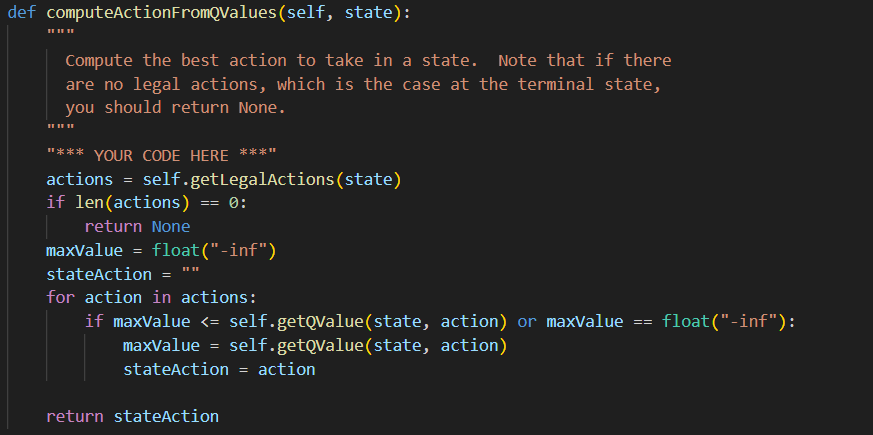 def computeActionFromQValues(self, state):
    """
      Compute the best action to take in a state.  Note that if there
      are no legal actions, which is the case at the terminal state,
      you should return None.
    """
    "*** YOUR CODE HERE ***"
    actions = self.getLegalActions(state)
    if len(actions) == 0:
        return None
    maxValue = float("-inf")
    stateAction = ""
    for action in actions:
        if maxValue <= self.getQValue(state, action) or maxValue == float("-inf"):
            maxValue = self.getQValue(state, action)
            stateAction = action

    return stateAction